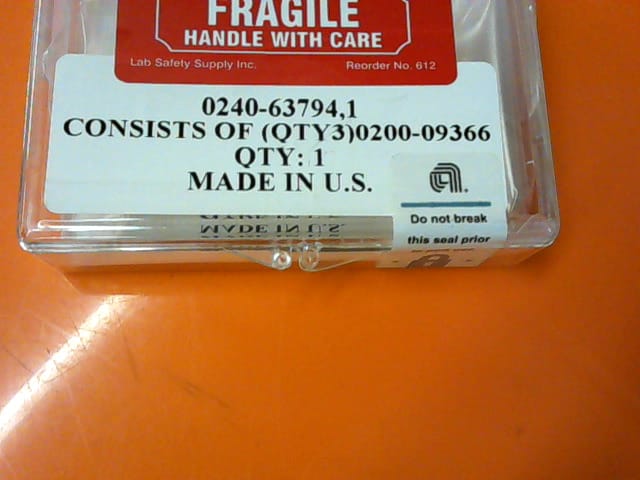 FRAGILE
HANDLE WITH CARE
Lab Safety Supply Inc. Reorder No. 612
0240-63794,1
CONSISTS OF (QTY3)0200-09366
QTY: 1
MADE IN U.S.
Do not break
this seal prior